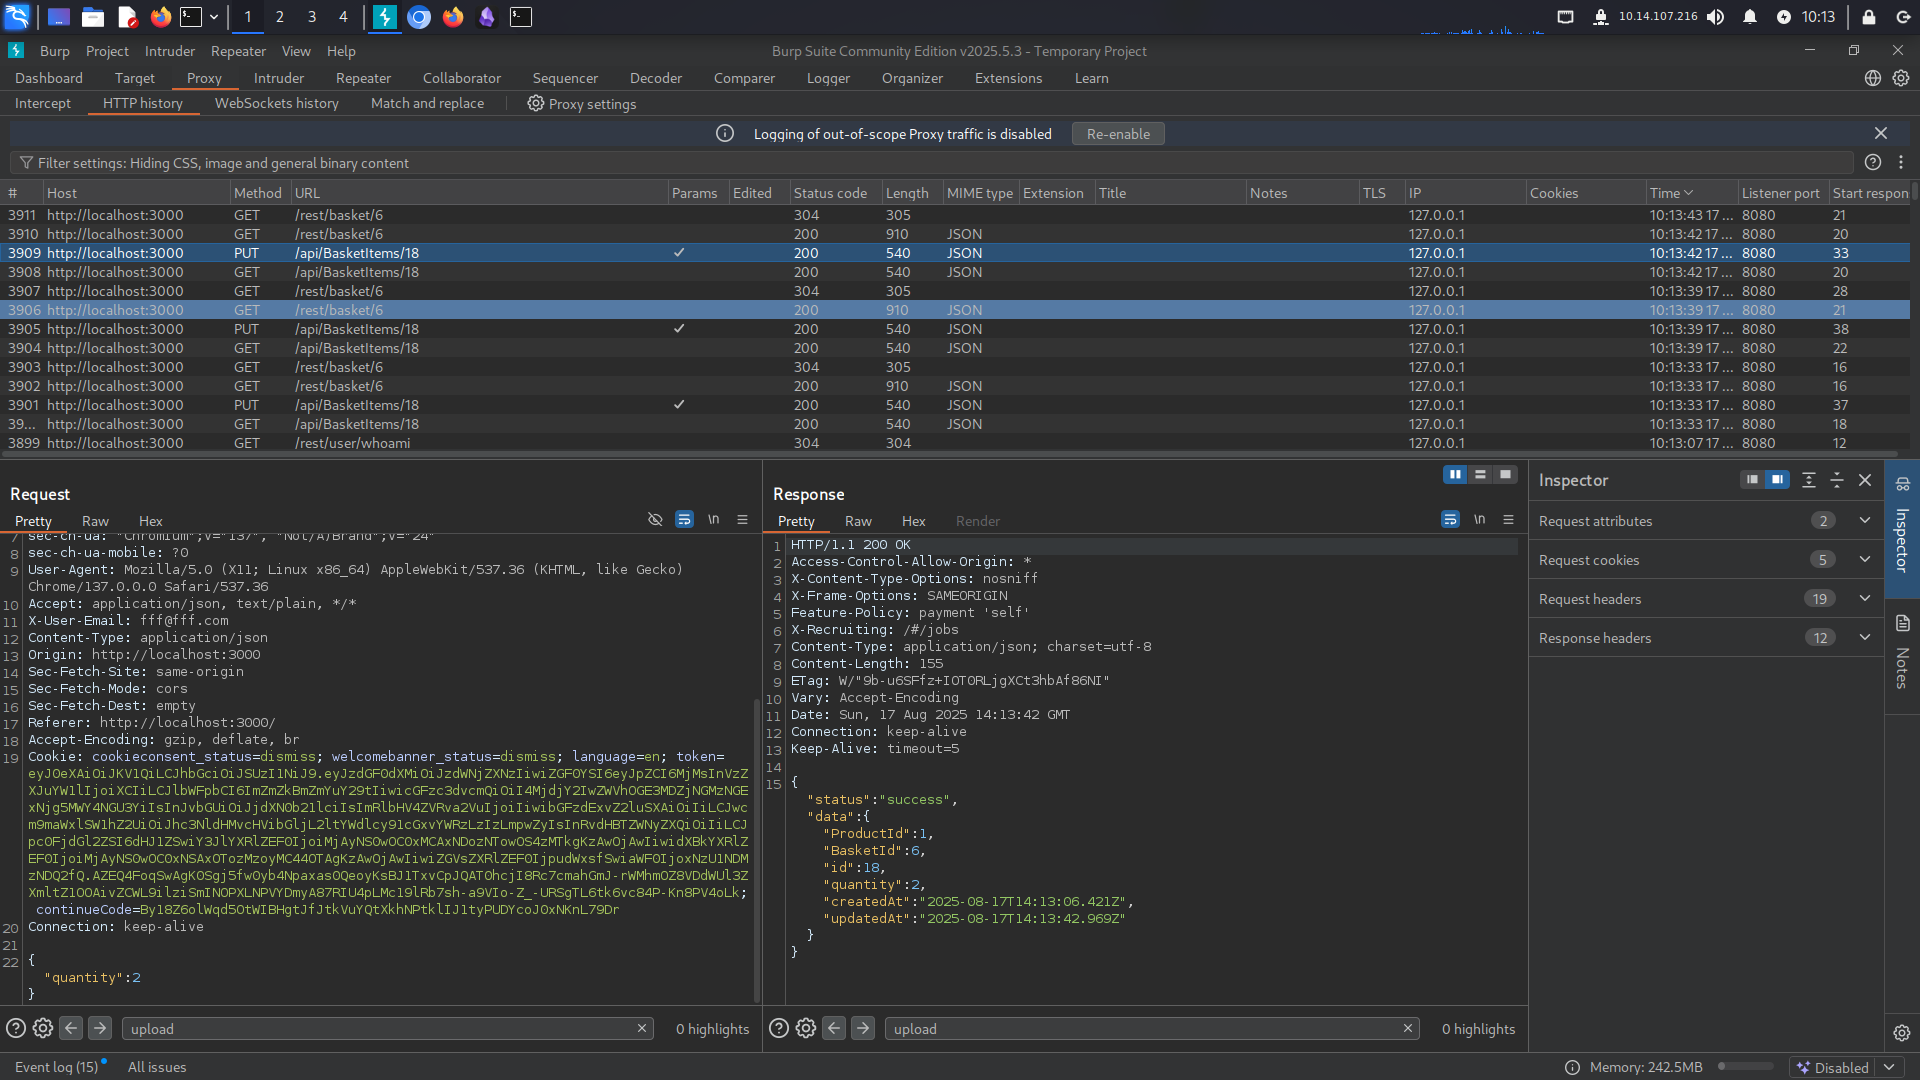 1 2 3 4 10.14.107.216 10:13
Burp Project Intruder Repeater View Help Burp Suite Community Edition v2025.5.3 - Temporary Project
Dashboard Target Proxy Intruder Repeater Collaborator Sequencer Decoder Comparer Logger Organizer Extensions Learn
Intercept HTTP history WebSockets history Match and replace Proxy settings
Logging of out-of-scope Proxy traffic is disabled Re-enable
Filter settings: Hiding CSS, image and general binary content
# Host Method URL Params Edited Status code Length MIME type Extension Title Notes TLS IP Cookies Time Listener port Start respon
3911 http://localhost:3000 GET /rest/basket/6 304 305 127.0.0.1 10:13:43 17 ... 8080 21
3910 http://localhost:3000 GET /rest/basket/6 200 910 JSON 127.0.0.1 10:13:42 17 ... 8080 20
3909 http://localhost:3000 PUT /api/BasketItems/18 ✓ 200 540 JSON 127.0.0.1 10:13:42 17 ... 8080 33
3908 http://localhost:3000 GET /api/BasketItems/18 200 540 JSON 127.0.0.1 10:13:42 17 ... 8080 20
3907 http://localhost:3000 GET /rest/basket/6 304 305 127.0.0.1 10:13:39 17 ... 8080 28
3906 http://localhost:3000 GET /rest/basket/6 200 910 JSON 127.0.0.1 10:13:39 17 ... 8080 21
3905 http://localhost:3000 PUT /api/BasketItems/18 ✓ 200 540 JSON 127.0.0.1 10:13:39 17 ... 8080 38
3904 http://localhost:3000 GET /api/BasketItems/18 200 540 JSON 127.0.0.1 10:13:39 17 ... 8080 22
3903 http://localhost:3000 GET /rest/basket/6 304 305 127.0.0.1 10:13:33 17 ... 8080 16
3902 http://localhost:3000 GET /rest/basket/6 200 910 JSON 127.0.0.1 10:13:33 17 ... 8080 16
3901 http://localhost:3000 PUT /api/BasketItems/18 ✓ 200 540 JSON 127.0.0.1 10:13:33 17 ... 8080 37
39... http://localhost:3000 GET /api/BasketItems/18 200 540 JSON 127.0.0.1 10:13:33 17 ... 8080 18
3899 http://localhost:3000 GET /rest/user/whoami 304 304 127.0.0.1 10:13:07 17 ... 8080 12
Request
Pretty Raw Hex \n
7 sec-ch-ua: "Chromium";v="137", "Not/A)Brand";v="24"
8 sec-ch-ua-mobile: ?0
9 User-Agent: Mozilla/5.0 (X11; Linux x86_64) AppleWebKit/537.36 (KHTML, like Gecko)
Chrome/137.0.0.0 Safari/537.36
10 Accept: application/json, text/plain, */*
11 X-User-Email: fff@fff.com
12 Content-Type: application/json
13 Origin: http://localhost:3000
14 Sec-Fetch-Site: same-origin
15 Sec-Fetch-Mode: cors
16 Sec-Fetch-Dest: empty
17 Referer: http://localhost:3000/
18 Accept-Encoding: gzip, deflate, br
19 Cookie: cookieconsent_status=dismiss; welcomebanner_status=dismiss; language=en; token=
continueCode=By18Z6olWqd5OtWIBHgtJfJtkVuYQtXkhNPtklIJ1tyPUDYcoJOxNKnL79Dr
20 Connection: keep-alive
21
22 {
"quantity":2
}
upload 0 highlights
Response
Pretty Raw Hex Render \n
1 HTTP/1.1 200 OK
2 Access-Control-Allow-Origin: *
3 X-Content-Type-Options: nosniff
4 X-Frame-Options: SAMEORIGIN
5 Feature-Policy: payment 'self'
6 X-Recruiting: /#/jobs
7 Content-Type: application/json; charset=utf-8
8 Content-Length: 155
9 ETag: W/"9b-u6SFfz+IOTORLjgXCt3hbAf86NI"
10 Vary: Accept-Encoding
11 Date: Sun, 17 Aug 2025 14:13:42 GMT
12 Connection: keep-alive
13 Keep-Alive: timeout=5
14
15 {
"status":"success",
"data":{
"ProductId":1,
"BasketId":6,
"id":18,
"quantity":2,
"createdAt":"2025-08-17T14:13:06.421Z",
"updatedAt":"2025-08-17T14:13:42.969Z"
}
}
upload 0 highlights
Inspector
Request attributes 2
Request cookies 5
Request headers 19
Response headers 12
Inspector
Notes
Event log (15) All issues Memory: 242.5MB Disabled